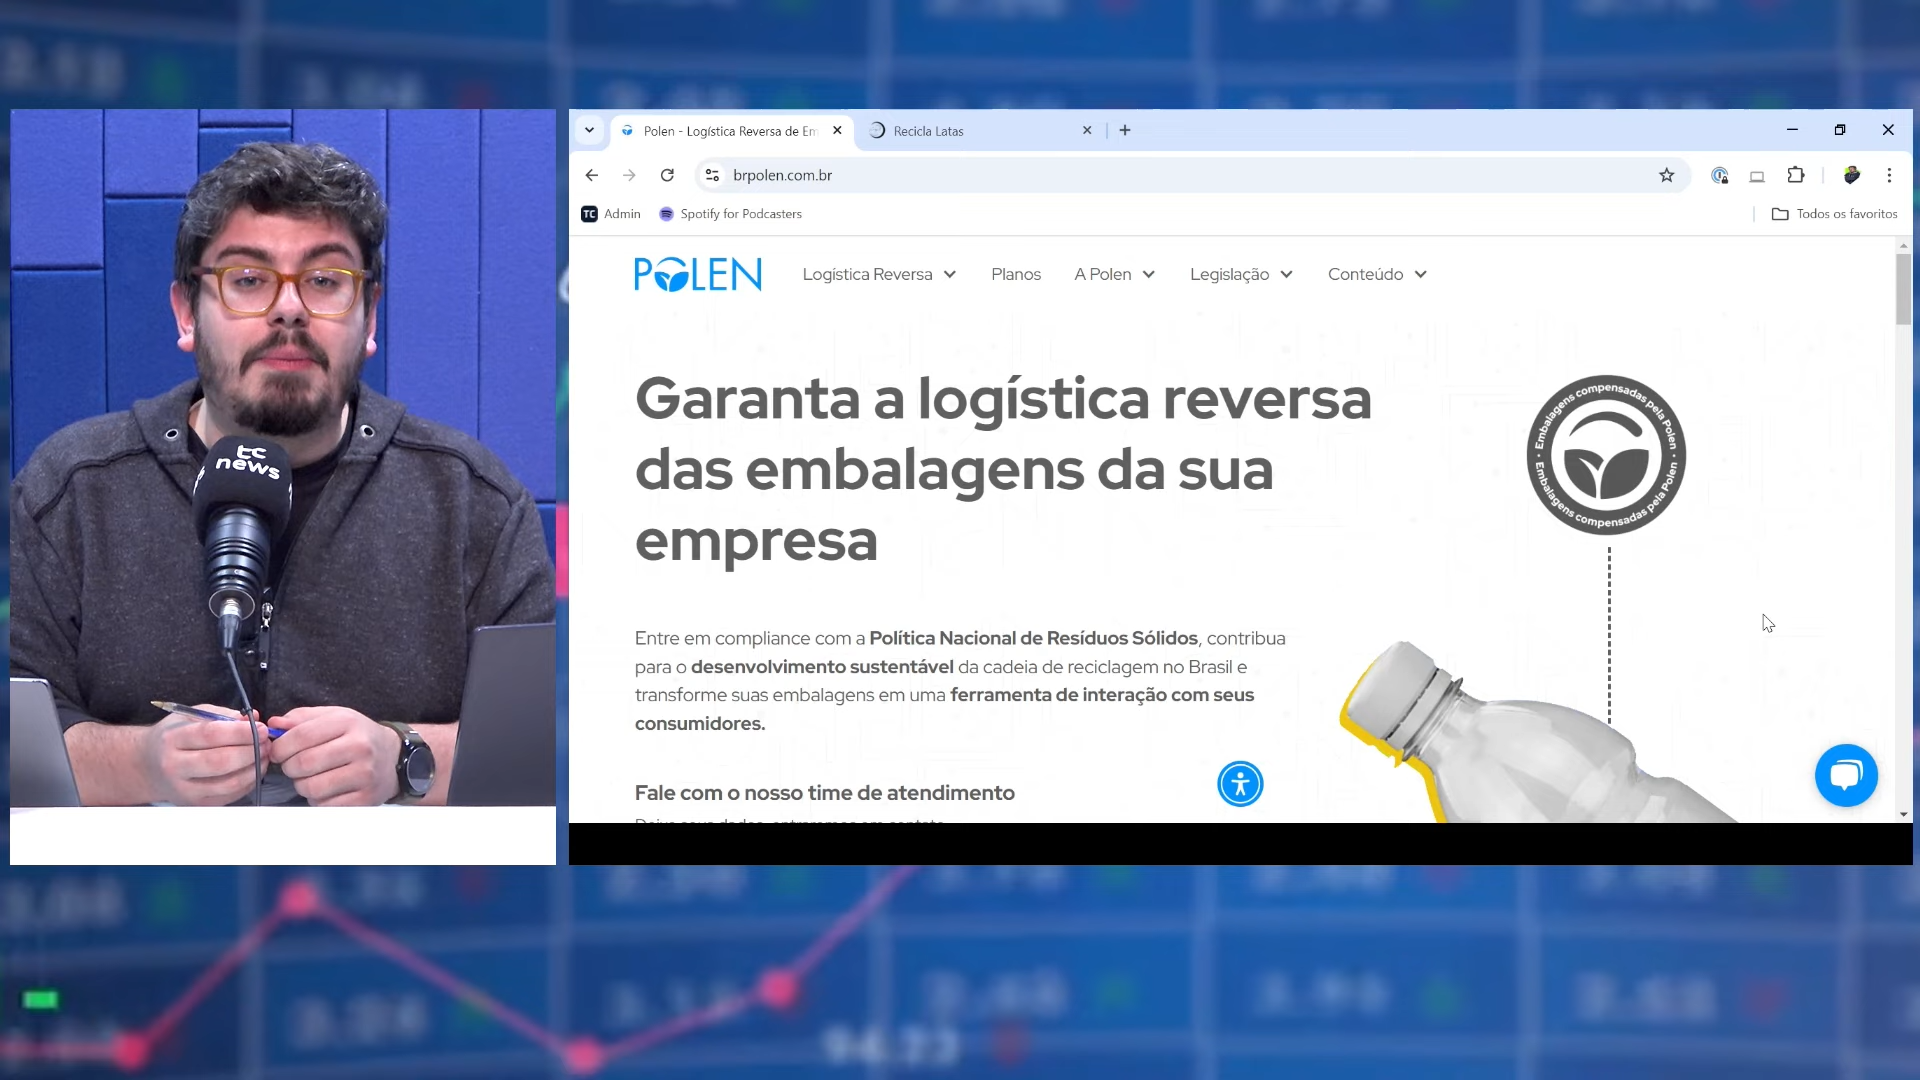 tc
news
Polen - Logística Reversa de Em
Recicla Latas
brpolen.com.br
TC Admin
Spotify for Podcasters
Todos os favoritos
POLEN
Logística Reversa
Planos
A Polen
Legislação
Conteúdo
Garanta a logística reversa
das embalagens da sua
empresa
Embalagens compensadas pela Polen
Embalagens compensadas pela Polen
Entre em compliance com a Política Nacional de Resíduos Sólidos, contribua
para o desenvolvimento sustentável da cadeia de reciclagem no Brasil e
transforme suas embalagens em uma ferramenta de interação com seus
consumidores.
Fale com o nosso time de atendimento
94.23